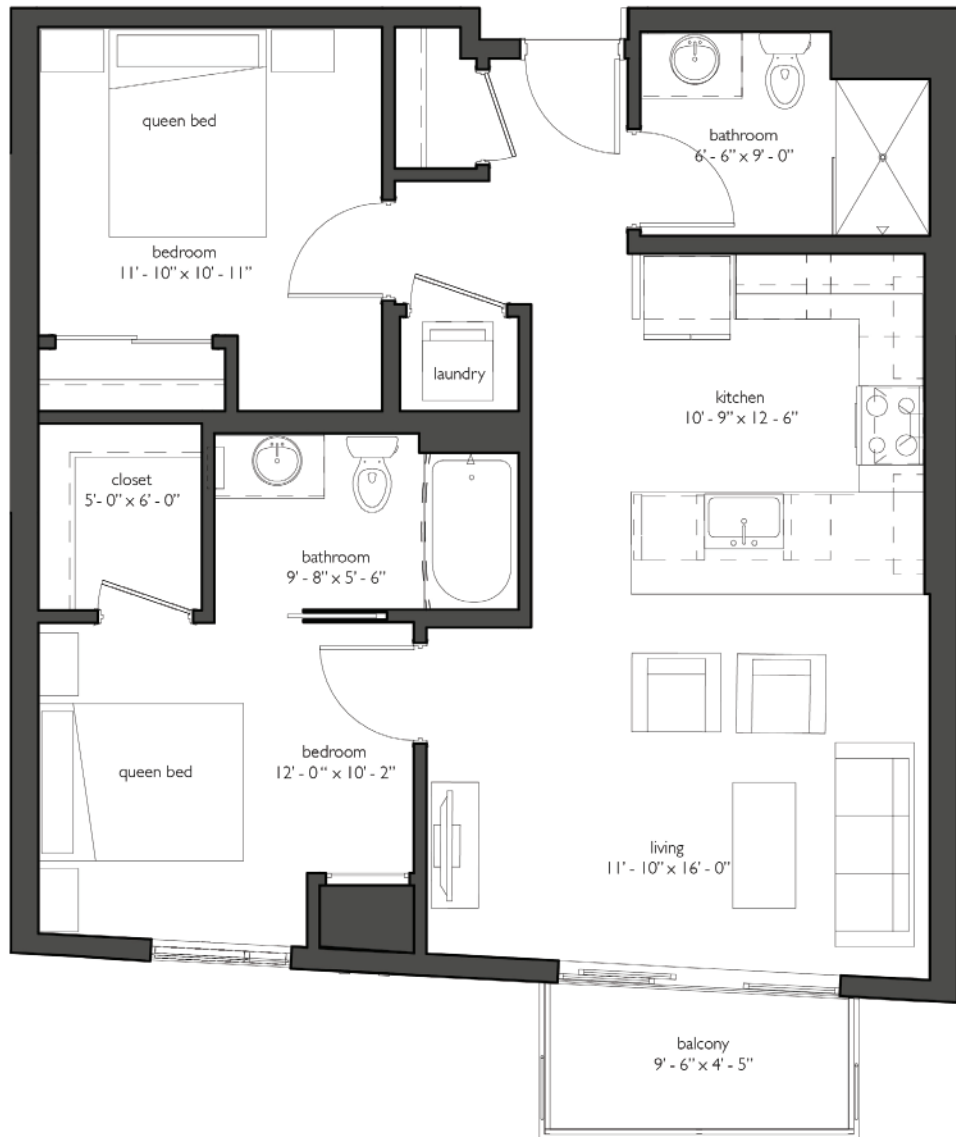 queen bed
bedroom
11' - 10" x 10' - 11"
bathroom
6' - 6" x 9' - 0"
laundry
kitchen
10' - 9" x 12 - 6"
closet
5'- 0" x 6' - 0"
bathroom
9' - 8" x 5' - 6"
queen bed
bedroom
12' - 0" x 10' - 2"
living
11' - 10" x 16' - 0"
balcony
9' - 6" x 4' - 5"